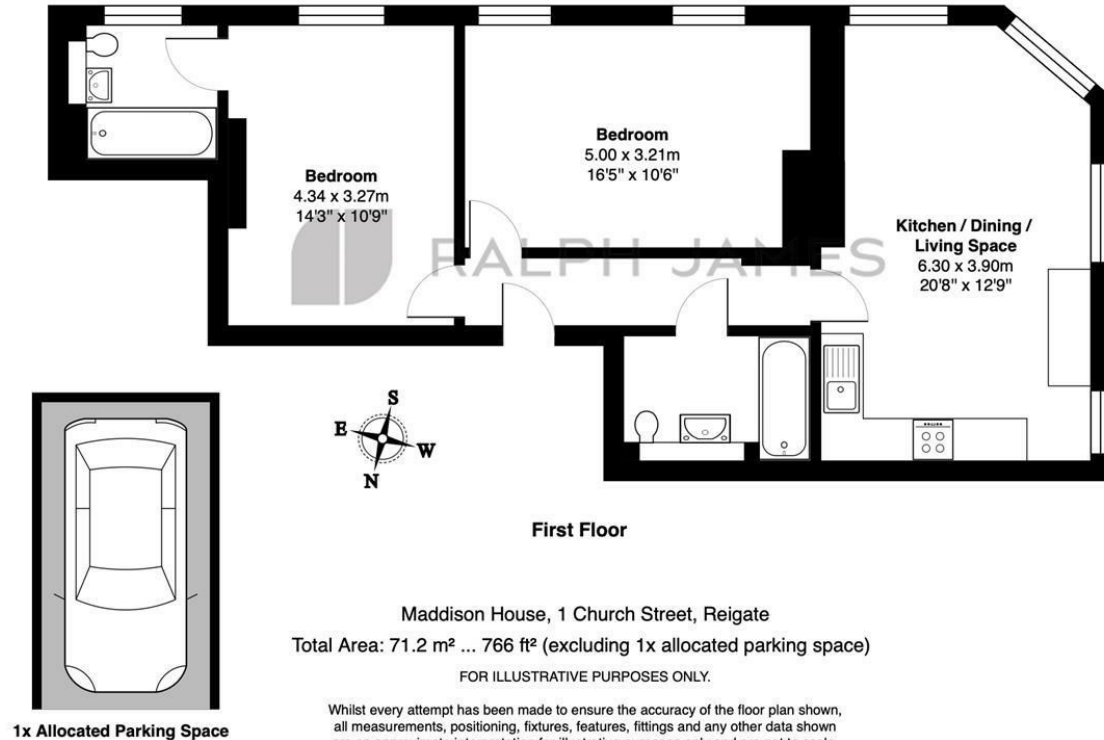 Bedroom
4.34 x 3.27m
14'3" x 10'9"
Bedroom
5.00 x 3.21m
16'5" x 10'6"
Kitchen / Dining /
Living Space
6.30 x 3.90m
20'8" x 12'9"
RALPH JAMES
S
E
W
N
First Floor
1x Allocated Parking Space
Maddison House, 1 Church Street, Reigate
Total Area: 71.2 m² ... 766 ft² (excluding 1x allocated parking space)
FOR ILLUSTRATIVE PURPOSES ONLY.
Whilst every attempt has been made to ensure the accuracy of the floor plan shown,
all measurements, positioning, fixtures, features, fittings and any other data shown